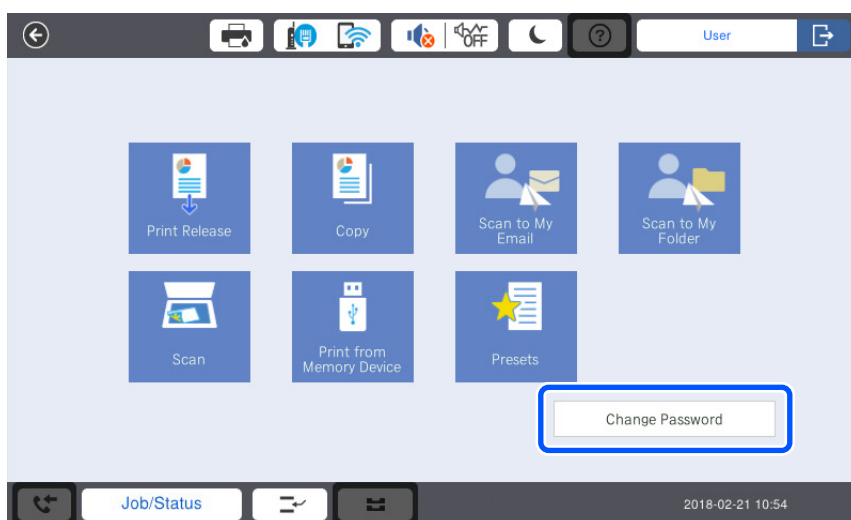 OFF
User
Print Release
Copy
Scan to My
Email
Scan to My
Folder
Scan
Print from
Memory Device
Presets
Change Password
Job/Status
2018-02-21 10:54